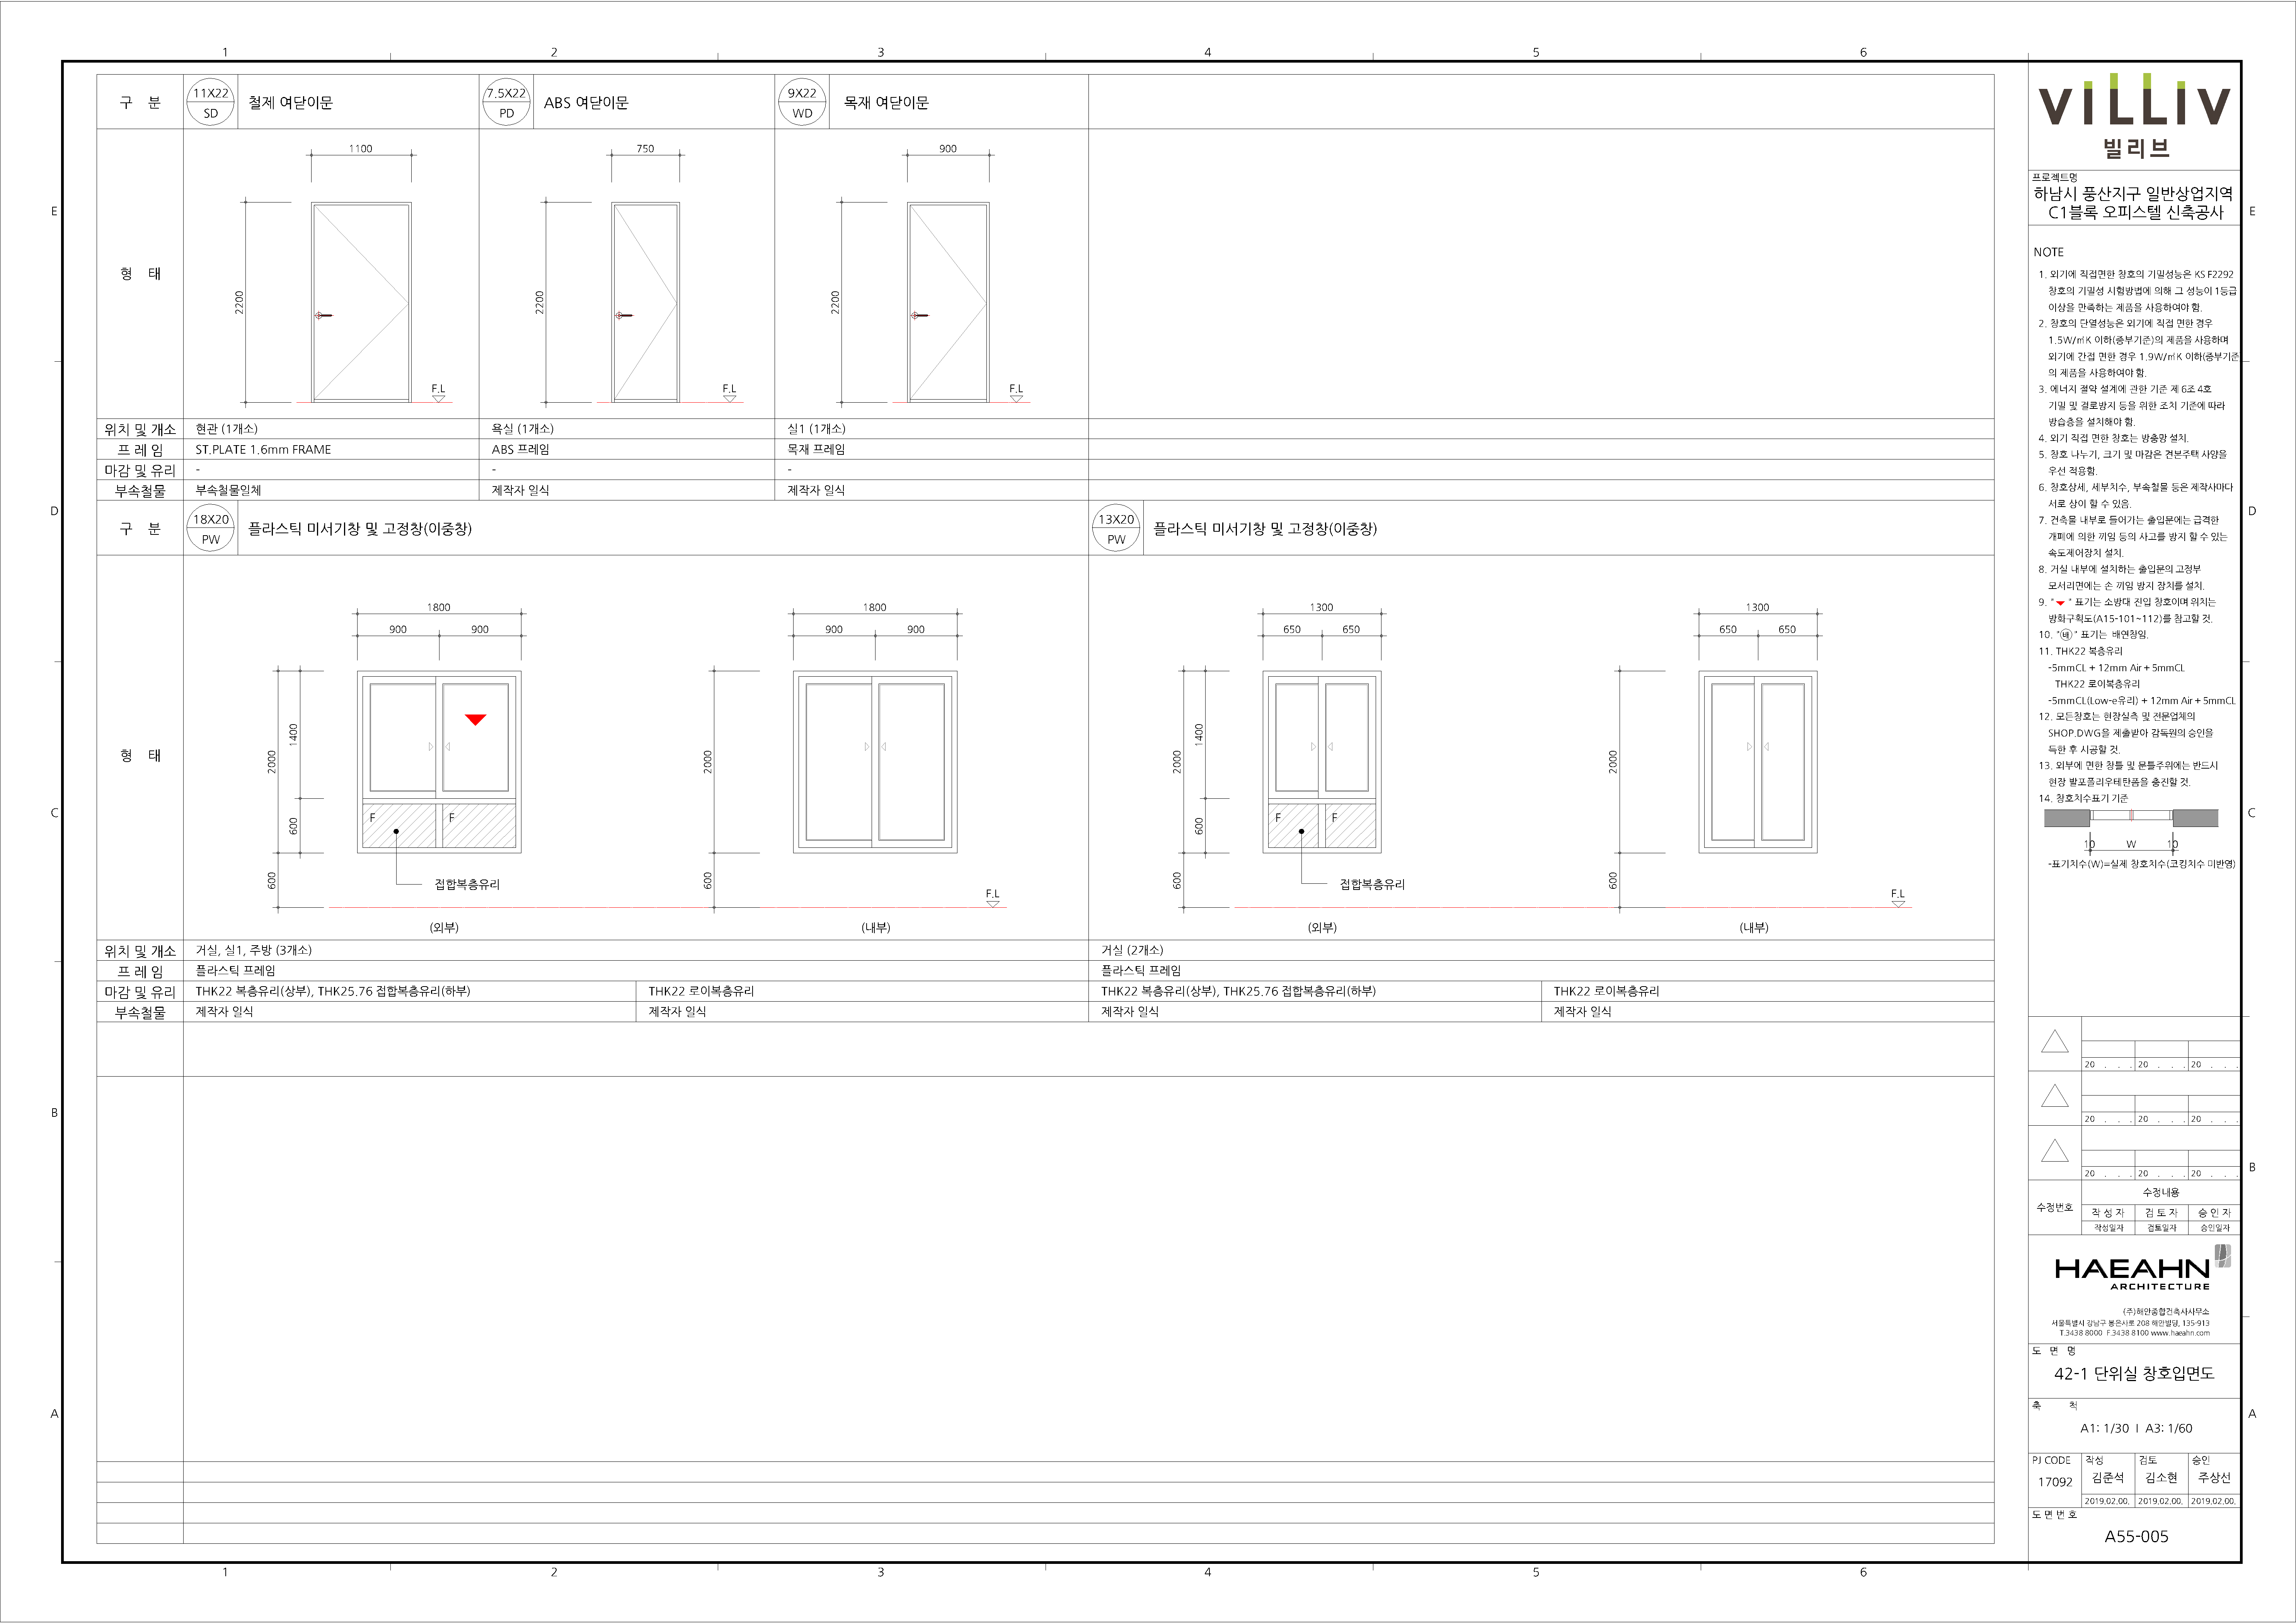 1 2 3 4 5 6
구 분
11X22
SD
철제 여닫이문
7.5X22
PD
ABS 여닫이문
9X22
WD
목재 여닫이문
형 태
1100
2200
F.L
750
2200
F.L
900
2200
F.L
위치 및 개소 현관 (1개소) 욕실 (1개소) 실1 (1개소)
프 레 임 ST.PLATE 1.6mm FRAME ABS 프레임 목재 프레임
마감 및 유리 - - -
부속철물 부속철물일체 제작자 일식 제작자 일식
구 분
18X20
PW
플라스틱 미서기창 및 고정창(이중창)
13X20
PW
플라스틱 미서기창 및 고정창(이중창)
형 태
1800
900 900
2000
1400
600
600
F F
접합복층유리
(외부)
1800
900 900
2000
600
F.L
(내부)
1300
650 650
2000
1400
600
600
F F
접합복층유리
(외부)
1300
650 650
2000
600
F.L
(내부)
위치 및 개소 거실, 실1, 주방 (3개소) 거실 (2개소)
프 레 임 플라스틱 프레임 플라스틱 프레임
마감 및 유리 THK22 복층유리(상부), THK25.76 접합복층유리(하부) THK22 로이복층유리 THK22 복층유리(상부), THK25.76 접합복층유리(하부) THK22 로이복층유리
부속철물 제작자 일식 제작자 일식 제작자 일식 제작자 일식
E
D
C
B
A
E
D
C
B
A
1 2 3 4 5 6
VILLIV
빌리브
프로젝트명
하남시 풍산지구 일반상업지역
C1블록 오피스텔 신축공사
NOTE
1. 외기에 직접면한 창호의 기밀성능은 KS F2292
창호의 기밀성 시험방법에 의해 그 성능이 1등급
이상을 만족하는 제품을 사용하여야 함.
2. 창호의 단열성능은 외기에 직접 면한 경우
1.5W/㎡K 이하(중부기준)의 제품을 사용하며
외기에 간접 면한 경우 1.9W/㎡K 이하(중부기준
의 제품을 사용하여야 함.
3. 에너지 절약 설계에 관한 기준 제 6조 4호
기밀 및 결로방지 등을 위한 조치 기준에 따라
방습층을 설치해야 함.
4. 외기 직접 면한 창호는 방충망 설치.
5. 창호 나누기, 크기 및 마감은 견본주택 사양을
우선 적용함.
6. 창호상세, 세부치수, 부속철물 등은 제작사마다
서로 상이 할 수 있음.
7. 건축물 내부로 들어가는 출입문에는 급격한
개폐에 의한 끼임 등의 사고를 방지 할 수 있는
속도제어장치 설치.
8. 거실 내부에 설치하는 출입문의 고정부
모서리면에는 손 끼임 방지 장치를 설치.
9. "▼" 표기는 소방대 진입 창호이며 위치는
방화구획도(A15-101~112)를 참고할 것.
10. "배" 표기는 배연창임.
11. THK22 복층유리
-5mmCL + 12mm Air + 5mmCL
THK22 로이복층유리
-5mmCL(Low-e유리) + 12mm Air + 5mmCL
12. 모든창호는 현장실측 및 전문업체의
SHOP.DWG을 제출받아 감독원의 승인을
득한 후 시공할 것.
13. 외부에 면한 창틀 및 문틀주위에는 반드시
현장 발포폴리우테탄폼을 충진할 것.
14. 창호치수표기 기준
10 W 10
-표기치수(W)=실제 창호치수(코킹치수 미반영)
20 . . . 20 . . . 20 . . .
20 . . . 20 . . . 20 . . .
20 . . . 20 . . . 20 . . .
수정번호
수정내용
작 성 자 검 토 자 승 인 자
작성일자 검토일자 승인일자
HAEAHN
ARCHITECTURE
(주)해안종합건축사사무소
서울특별시 강남구 봉은사로 208 해안빌딩, 135-913
T.3438 8000 F.3438 8100 www.haeahn.com
도 면 명
42-1 단위실 창호입면도
축 척
A1: 1/30 I A3: 1/60
PJ CODE 작성 검토 승인
17092 김준석 김소현 주상선
2019.02.00. 2019.02.00. 2019.02.00.
도 면 번 호
A55-005